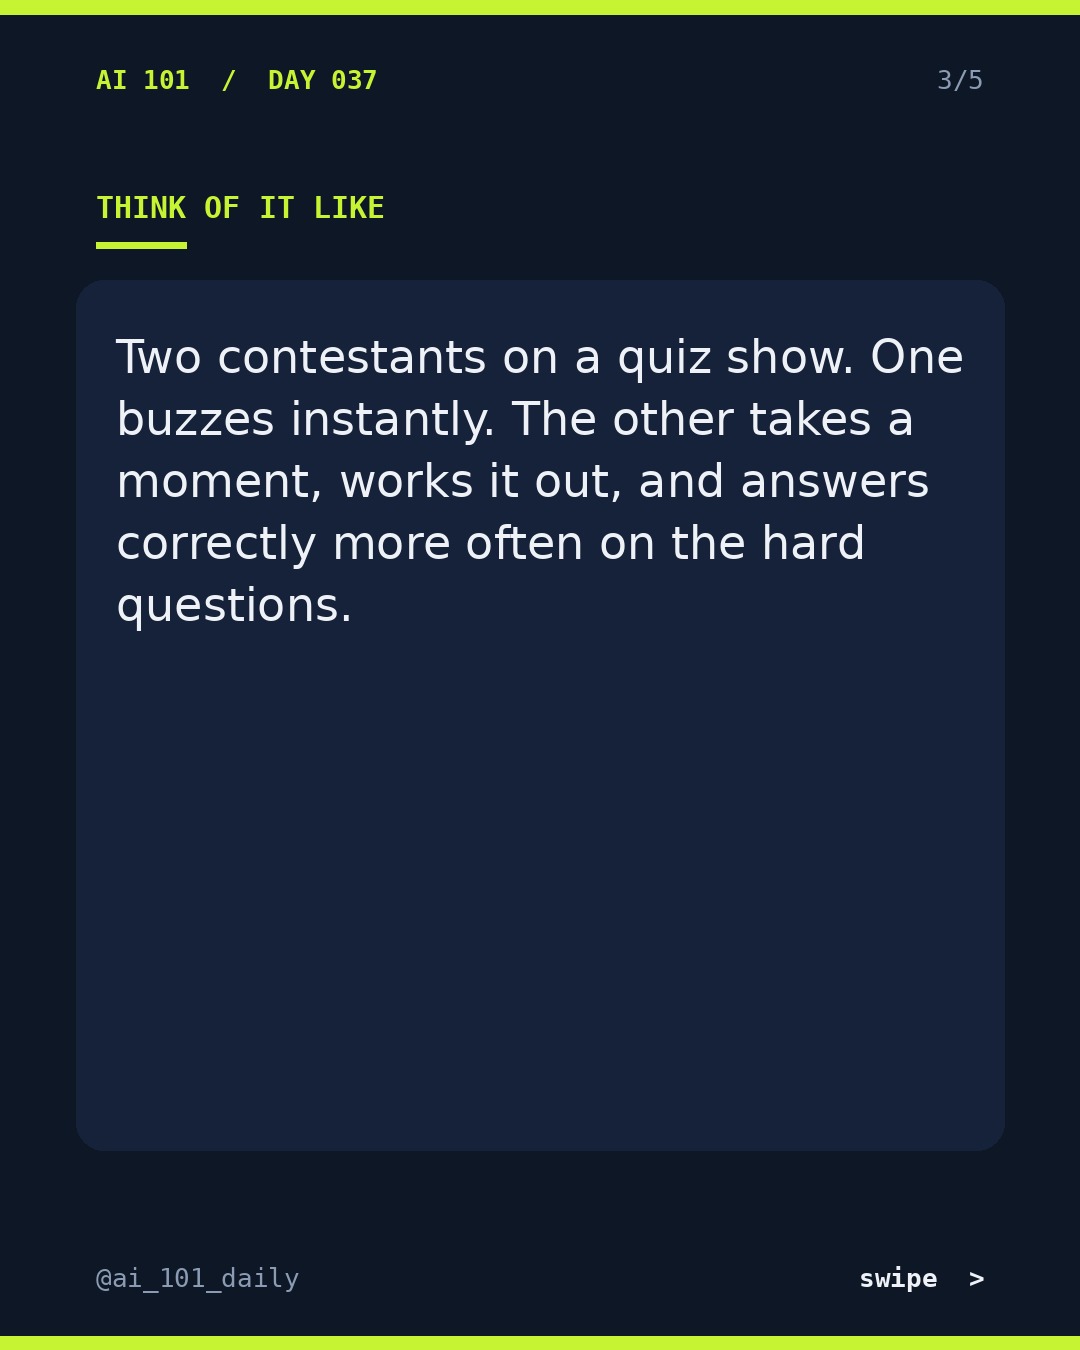 AI 101 / DAY 037
3/5
THINK OF IT LIKE
Two contestants on a quiz show. One
buzzes instantly. The other takes a
moment, works it out, and answers
correctly more often on the hard
questions.
@ai_101_daily
swipe >